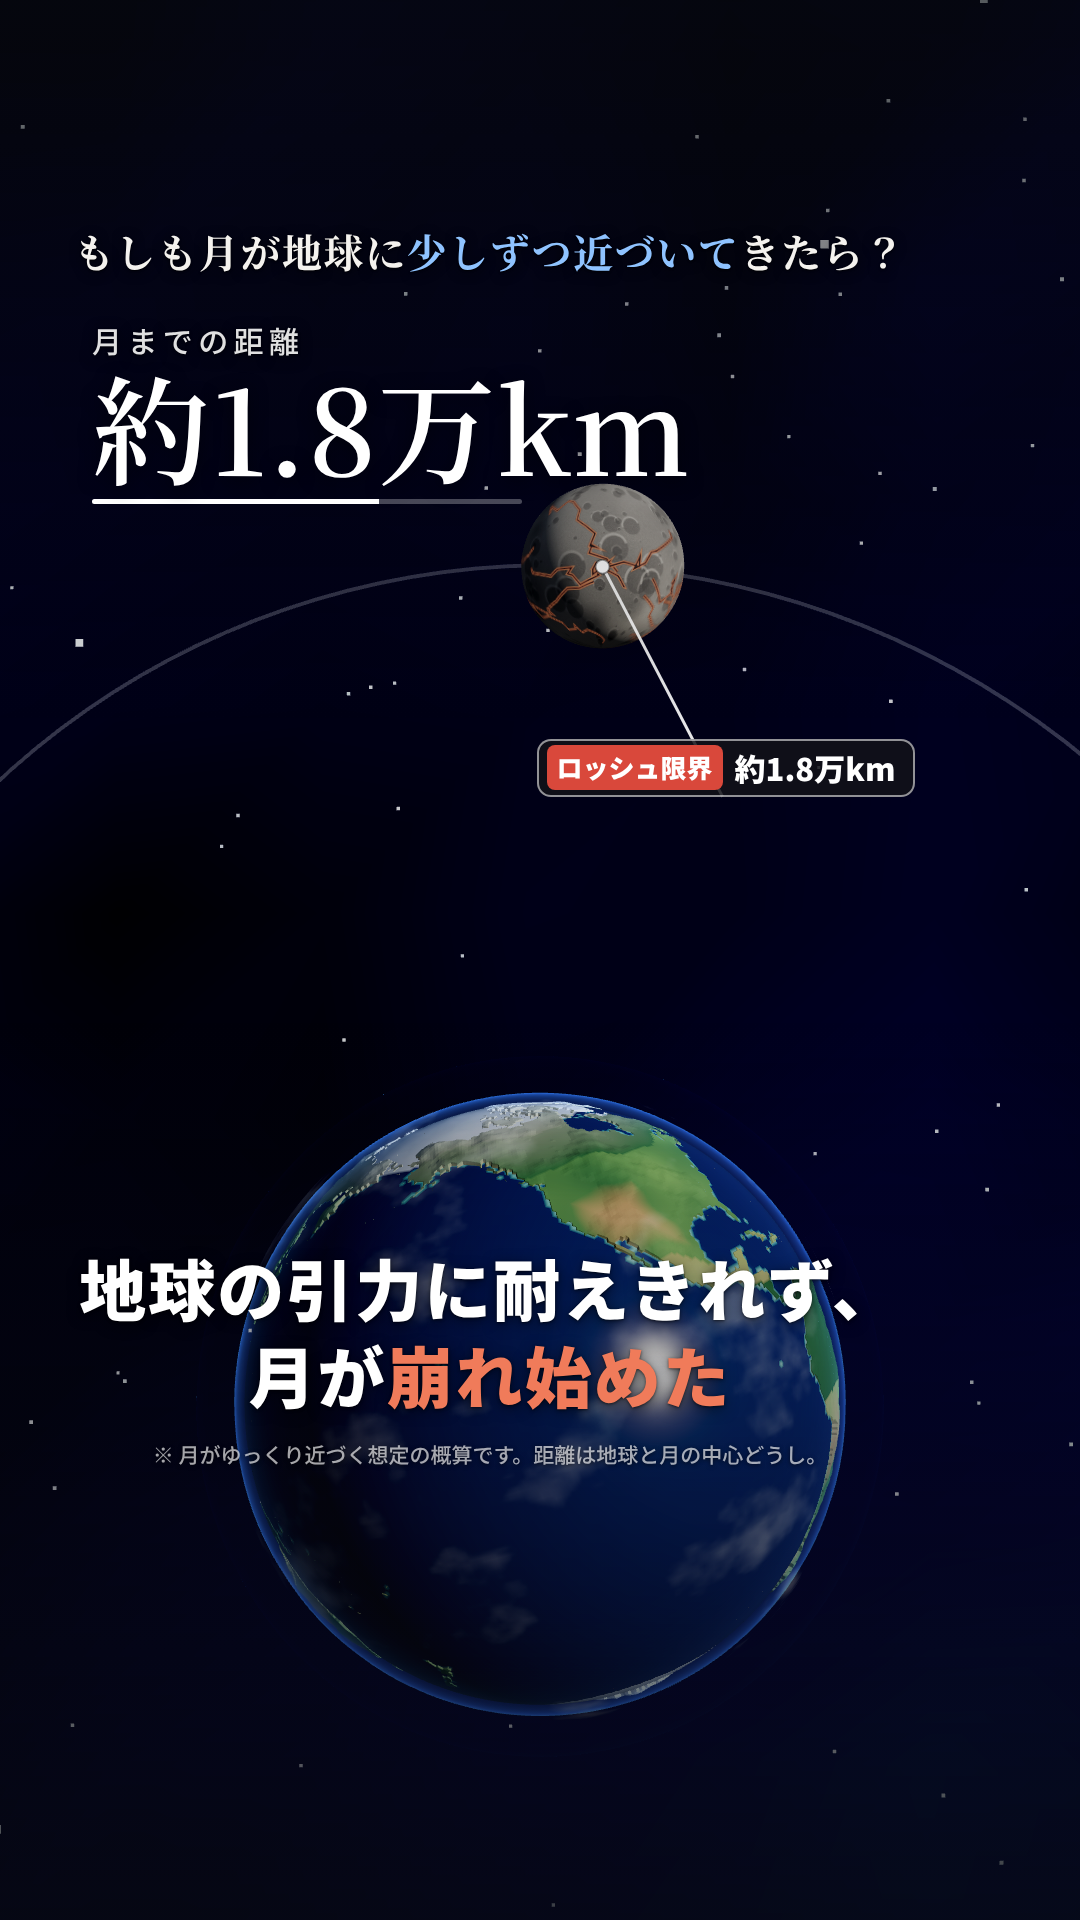 もしも月が地球に少しずつ近づいてきたら？
月までの距離
約1.8万km
ロッシュ限界 約1.8万km
地球の引力に耐えきれず、
月が崩れ始めた
※ 月がゆっくり近づく想定の概算です。距離は地球と月の中心どうし。